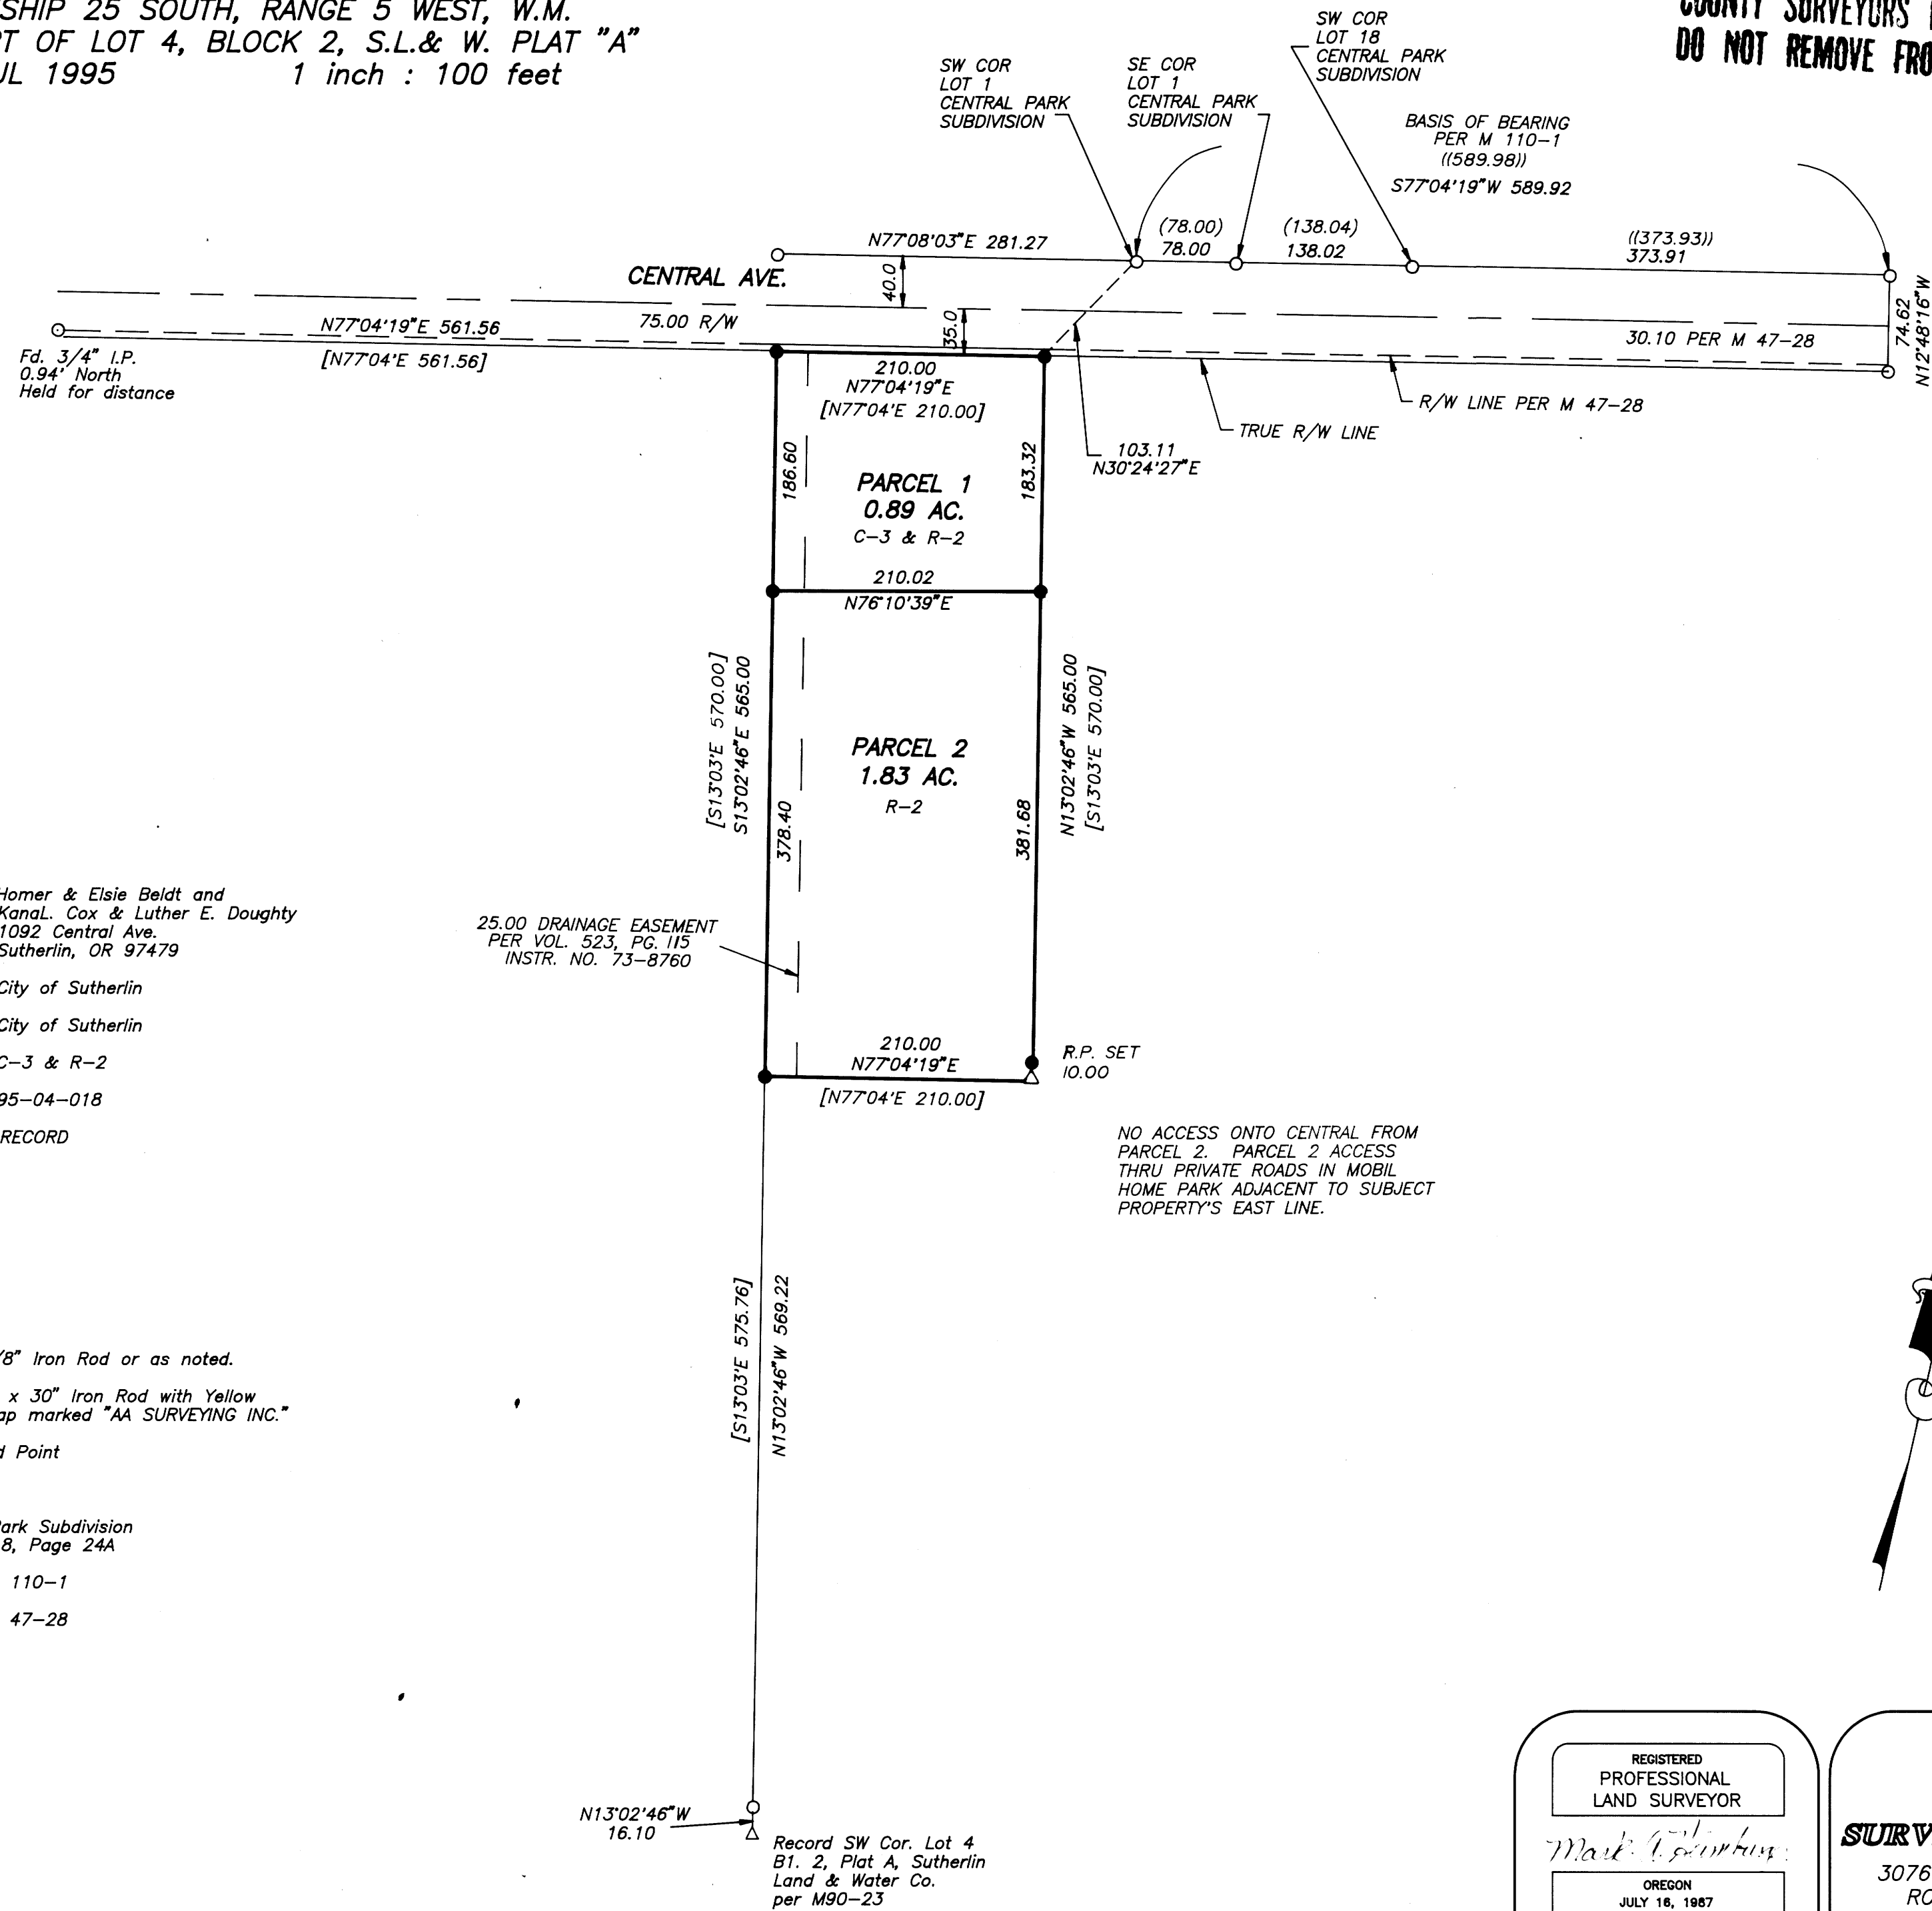 SHIP 25 SOUTH, RANGE 5 WEST, W.M.
T OF LOT 4, BLOCK 2, S.L.& W. PLAT "A"
UL 1995 1 inch : 100 feet
COUNTY SURVEYORS
DO NOT REMOVE FRO
SW COR
LOT 1
CENTRAL PARK
SUBDIVISION
SE COR
LOT 1
CENTRAL PARK
SUBDIVISION
SW COR
LOT 18
CENTRAL PARK
SUBDIVISION
BASIS OF BEARING
PER M 110-1
((589.98))
S77°04'19"W 589.92
N77°08'03"E 281.27
(78.00)
78.00
(138.04)
138.02
((373.93))
373.91
CENTRAL AVE.
40.0
35.0
N77°04'19"E 561.56
75.00 R/W
[N77°04'E 561.56]
30.10 PER M 47-28
74.62
N12°48'16"W
Fd. 3/4" I.P.
0.94' North
Held for distance
210.00
N77°04'19"E
[N77°04'E 210.00]
R/W LINE PER M 47-28
TRUE R/W LINE
103.11
N30°24'27"E
186.60
183.32
PARCEL 1
0.89 AC.
C-3 & R-2
210.02
N76°10'39"E
[S13°03'E 570.00]
S13°02'46"E 565.00
N13°02'46"W 565.00
[S13°03'E 570.00]
PARCEL 2
1.83 AC.
R-2
378.40
381.68
Homer & Elsie Beldt and
KanaL. Cox & Luther E. Doughty
1092 Central Ave.
Sutherlin, OR 97479
City of Sutherlin
City of Sutherlin
C-3 & R-2
95-04-018
RECORD
25.00 DRAINAGE EASEMENT
PER VOL. 523, PG. 115
INSTR. NO. 73-8760
210.00
N77°04'19"E
[N77°04'E 210.00]
R.P. SET
10.00
NO ACCESS ONTO CENTRAL FROM
PARCEL 2. PARCEL 2 ACCESS
THRU PRIVATE ROADS IN MOBIL
HOME PARK ADJACENT TO SUBJECT
PROPERTY'S EAST LINE.
[S13°03'E 575.76]
N13°02'46"W 569.22
/8" Iron Rod or as noted.
x 30" Iron Rod with Yellow
ap marked "AA SURVEYING INC."
d Point
Park Subdivision
8, Page 24A
110-1
47-28
N13°02'46"W
16.10
Record SW Cor. Lot 4
B1. 2, Plat A, Sutherlin
Land & Water Co.
per M90-23
REGISTERED
PROFESSIONAL
LAND SURVEYOR
Mark
OREGON
JULY 16, 1987
SURV
3076
RO